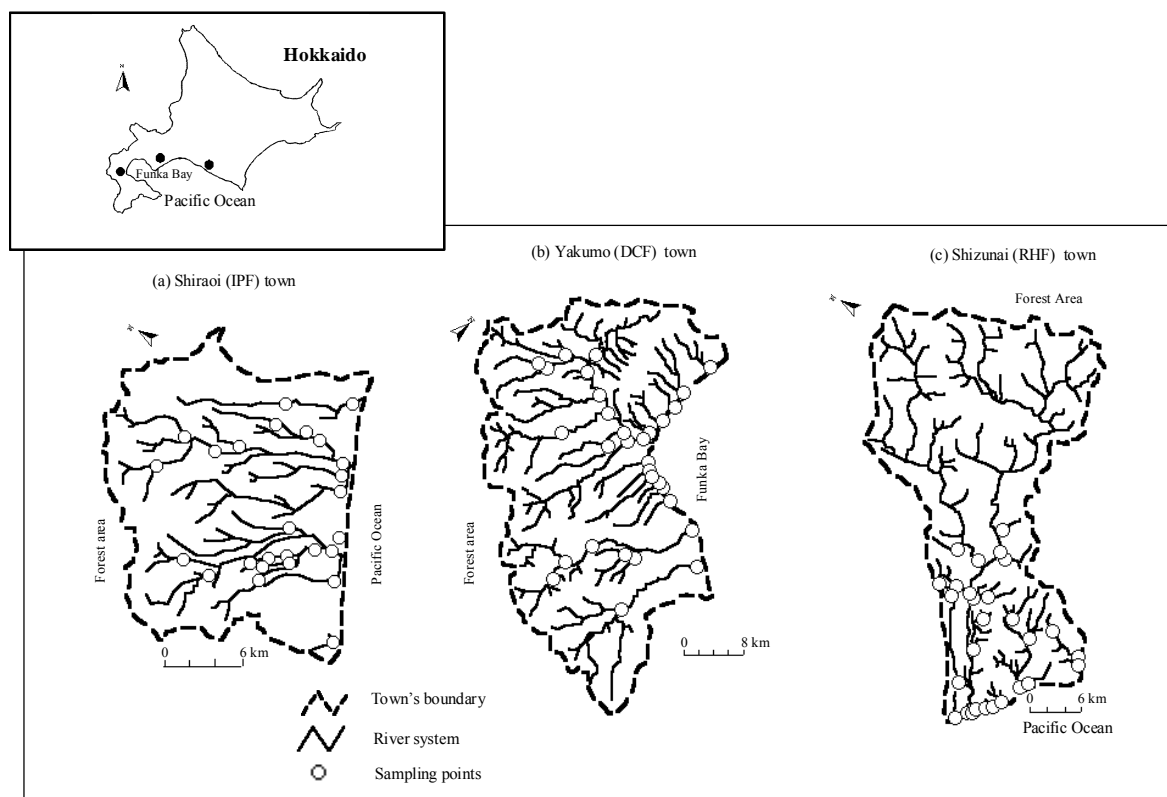 Hokkaido
N
Funka Bay
Pacific Ocean
(a) Shiraoi (IPF) town
(b) Yakumo (DCF) town
(c) Shizunai (RHF) town
N
N
N
Forest Area
Forest area
Pacific Ocean
Forest area
Funka Bay
0 6 km
0 8 km
0 6 km
Pacific Ocean
Town's boundary
River system
Sampling points